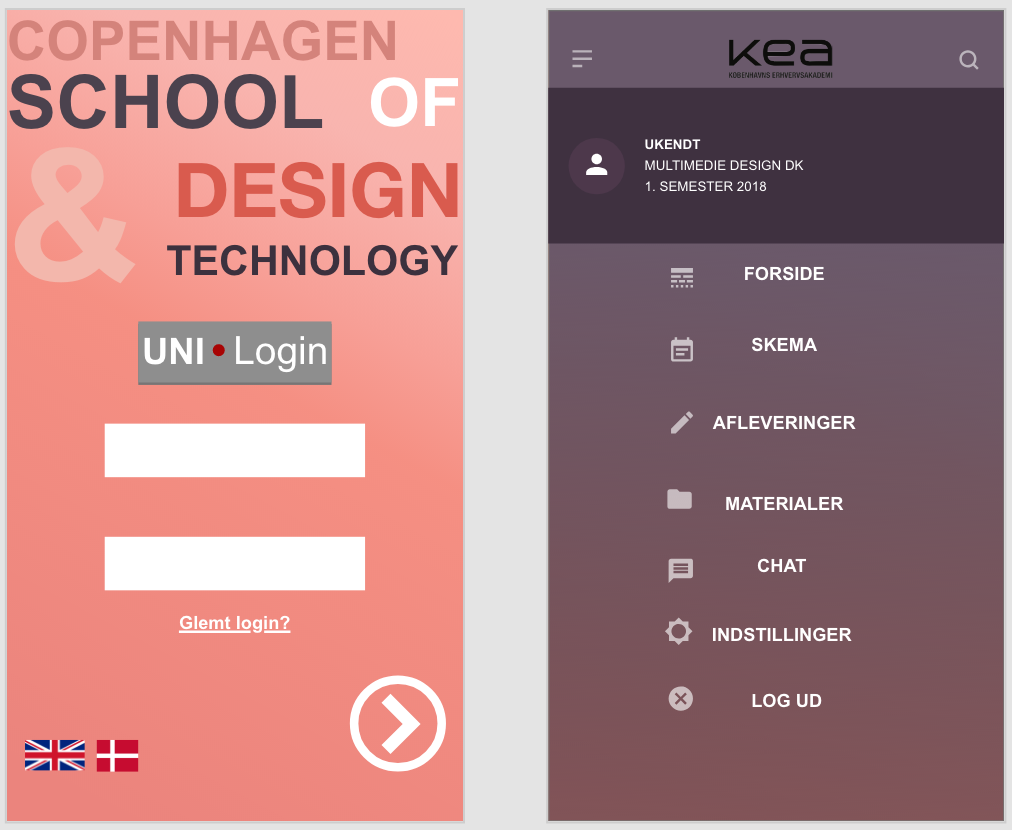 COPENHAGEN
SCHOOL OF
& DESIGN
TECHNOLOGY
UNI • Login
Glemt login?
kea
KØBENHAVNS ERHVERVSAKADEMI
UKENDT
MULTIMEDIE DESIGN DK
1. SEMESTER 2018
FORSIDE
SKEMA
AFLEVERINGER
MATERIALER
CHAT
INDSTILLINGER
LOG UD